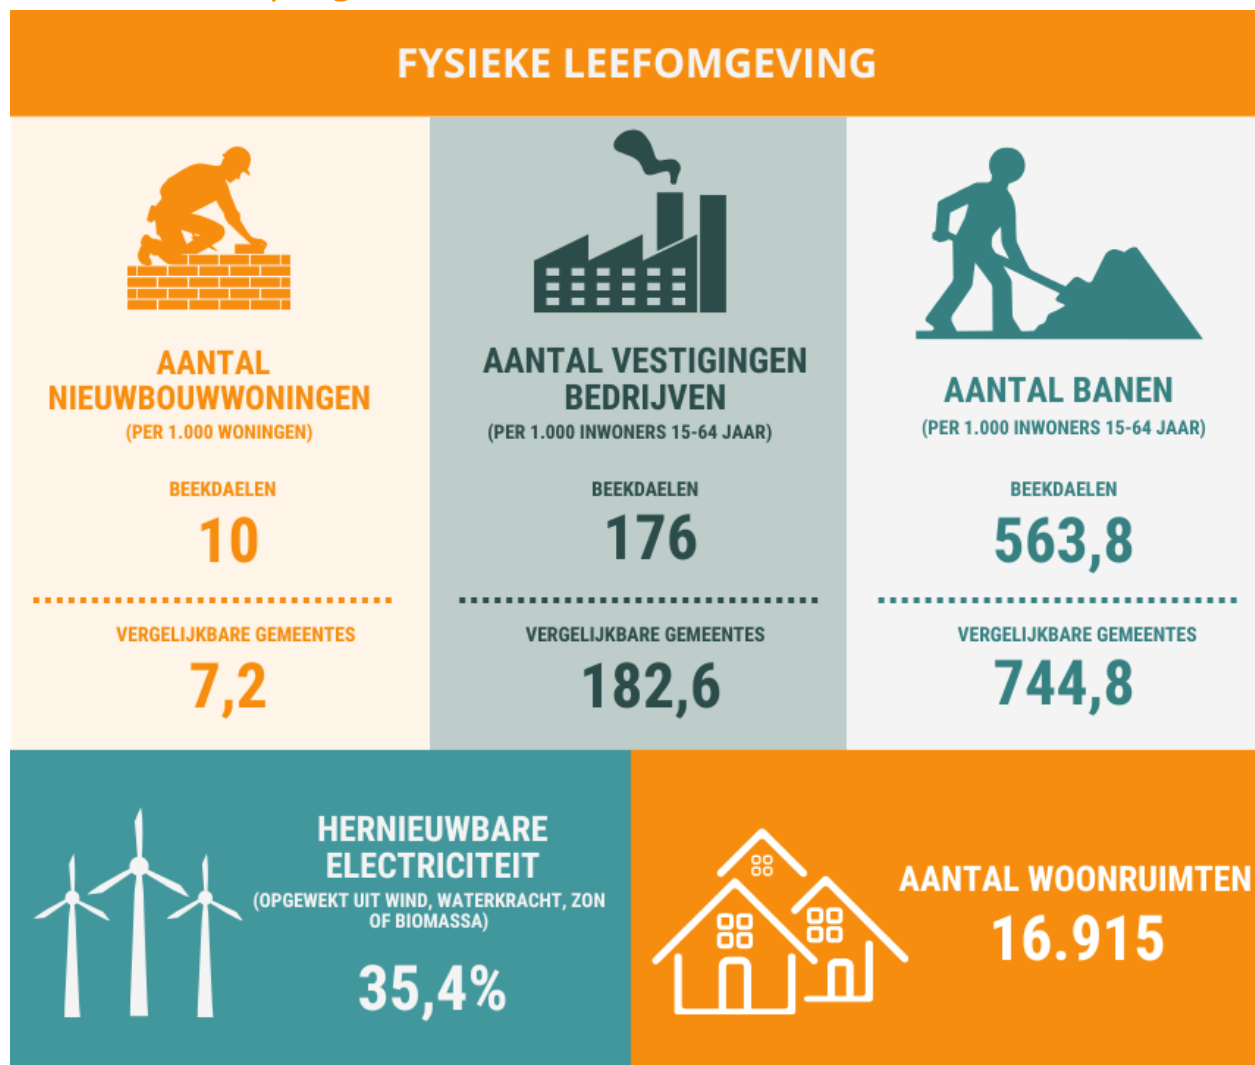 FYSIEKE LEEFOMGEVING
AANTAL
NIEUWBOUWWONINGEN
(PER 1.000 WONINGEN)
BEEKDAELEN
10
VERGELIJKBARE GEMEENTES
7,2
AANTAL VESTIGINGEN
BEDRIJVEN
(PER 1.000 INWONERS 15-64 JAAR)
BEEKDAELEN
176
VERGELIJKBARE GEMEENTES
182,6
AANTAL BANEN
(PER 1.000 INWONERS 15-64 JAAR)
BEEKDAELEN
563,8
VERGELIJKBARE GEMEENTES
744,8
HERNIEUWBARE
ELECTRICITEIT
(OPGEWEKT UIT WIND, WATERKRACHT, ZON
OF BIOMASSA)
35,4%
AANTAL WOONRUIMTEN
16.915